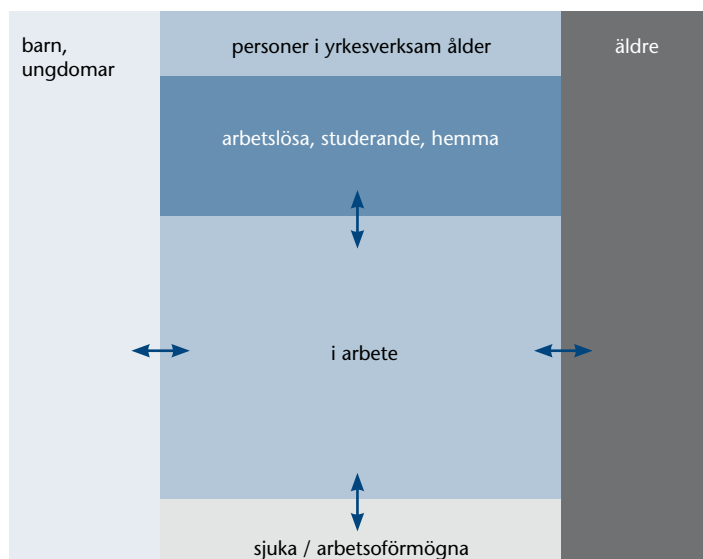 barn,
ungdomar
personer i yrkesverksam ålder
äldre
arbetslösa, studerande, hemma
i arbete
sjuka / arbetsoförmögna